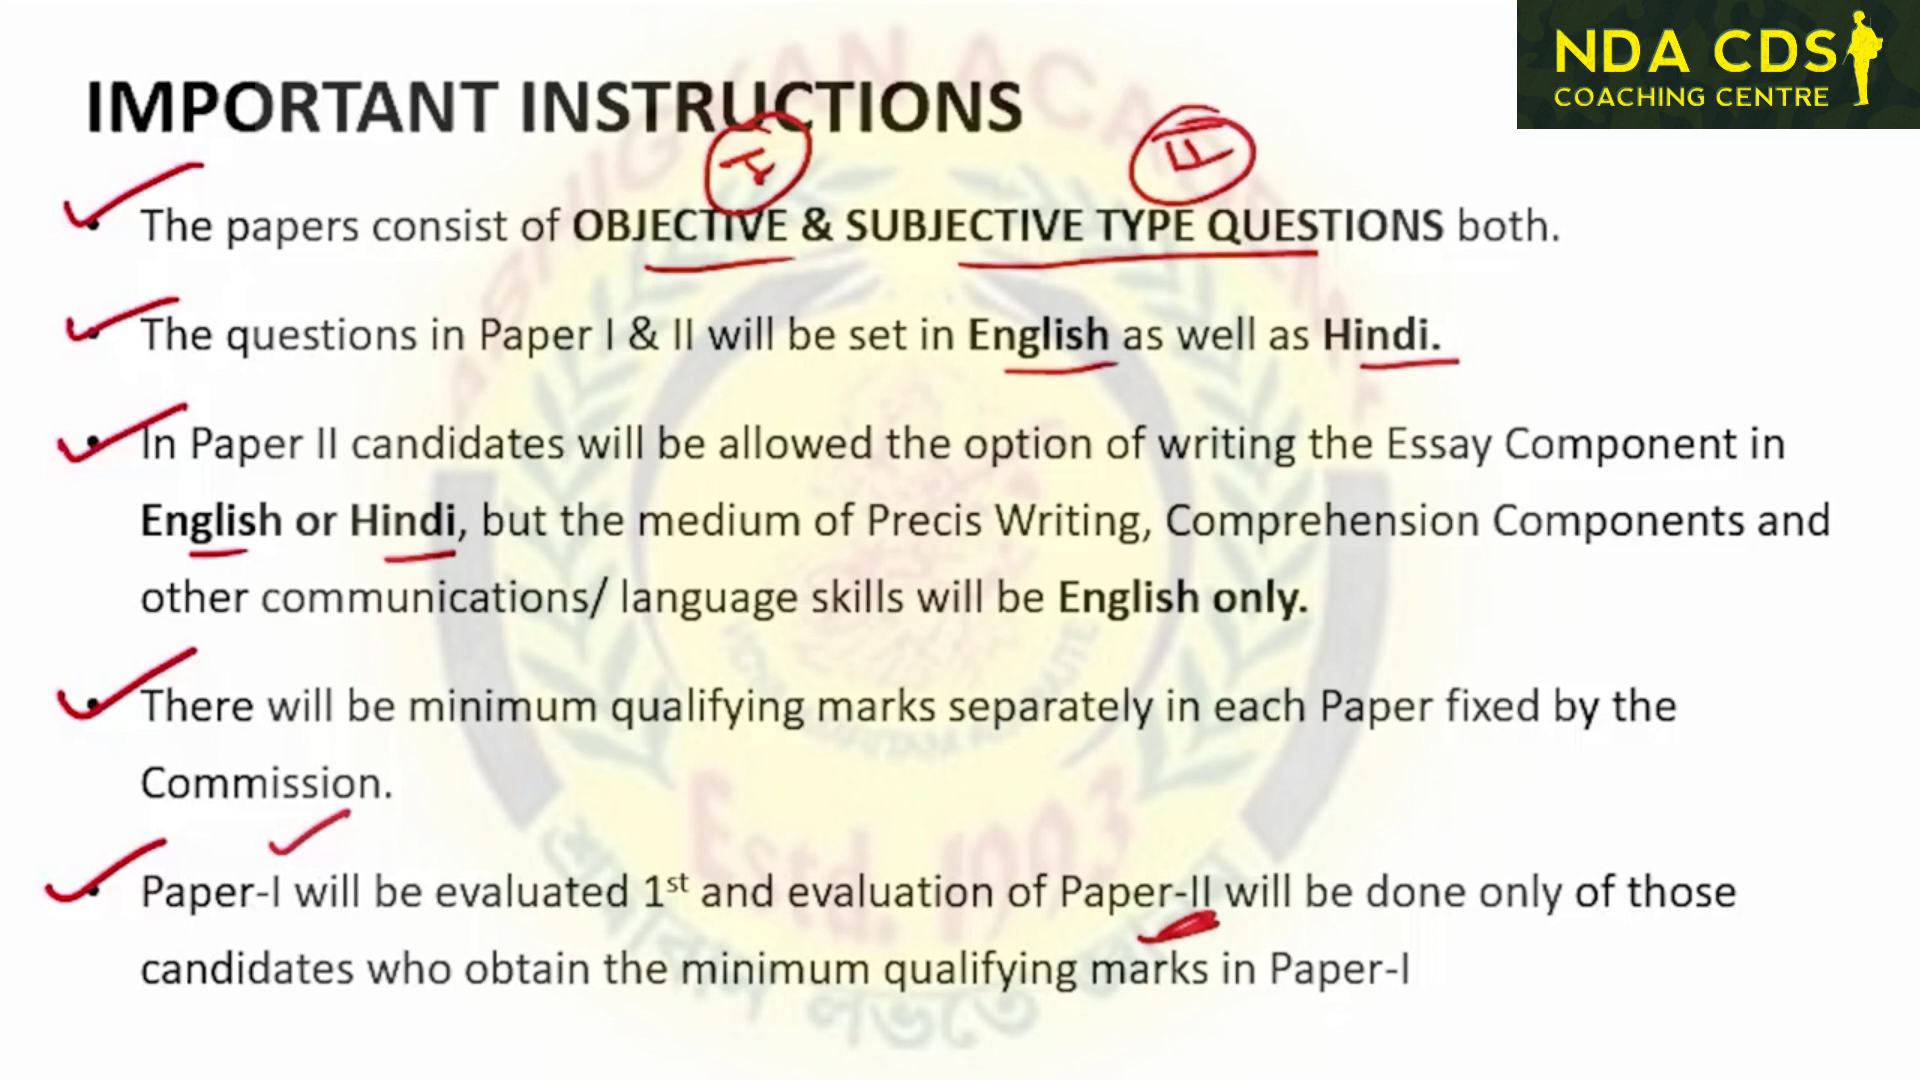 NDA CDS
COACHING CENTRE
IMPORTANT INSTRUCTIONS
I
II
• The papers consist of OBJECTIVE & SUBJECTIVE TYPE QUESTIONS both.
• The questions in Paper I & II will be set in English as well as Hindi.
• In Paper II candidates will be allowed the option of writing the Essay Component in
English or Hindi, but the medium of Precis Writing, Comprehension Components and
other communications/ language skills will be English only.
• There will be minimum qualifying marks separately in each Paper fixed by the
Commission.
• Paper-I will be evaluated 1st and evaluation of Paper-II will be done only of those
candidates who obtain the minimum qualifying marks in Paper-I
Estd. 1993